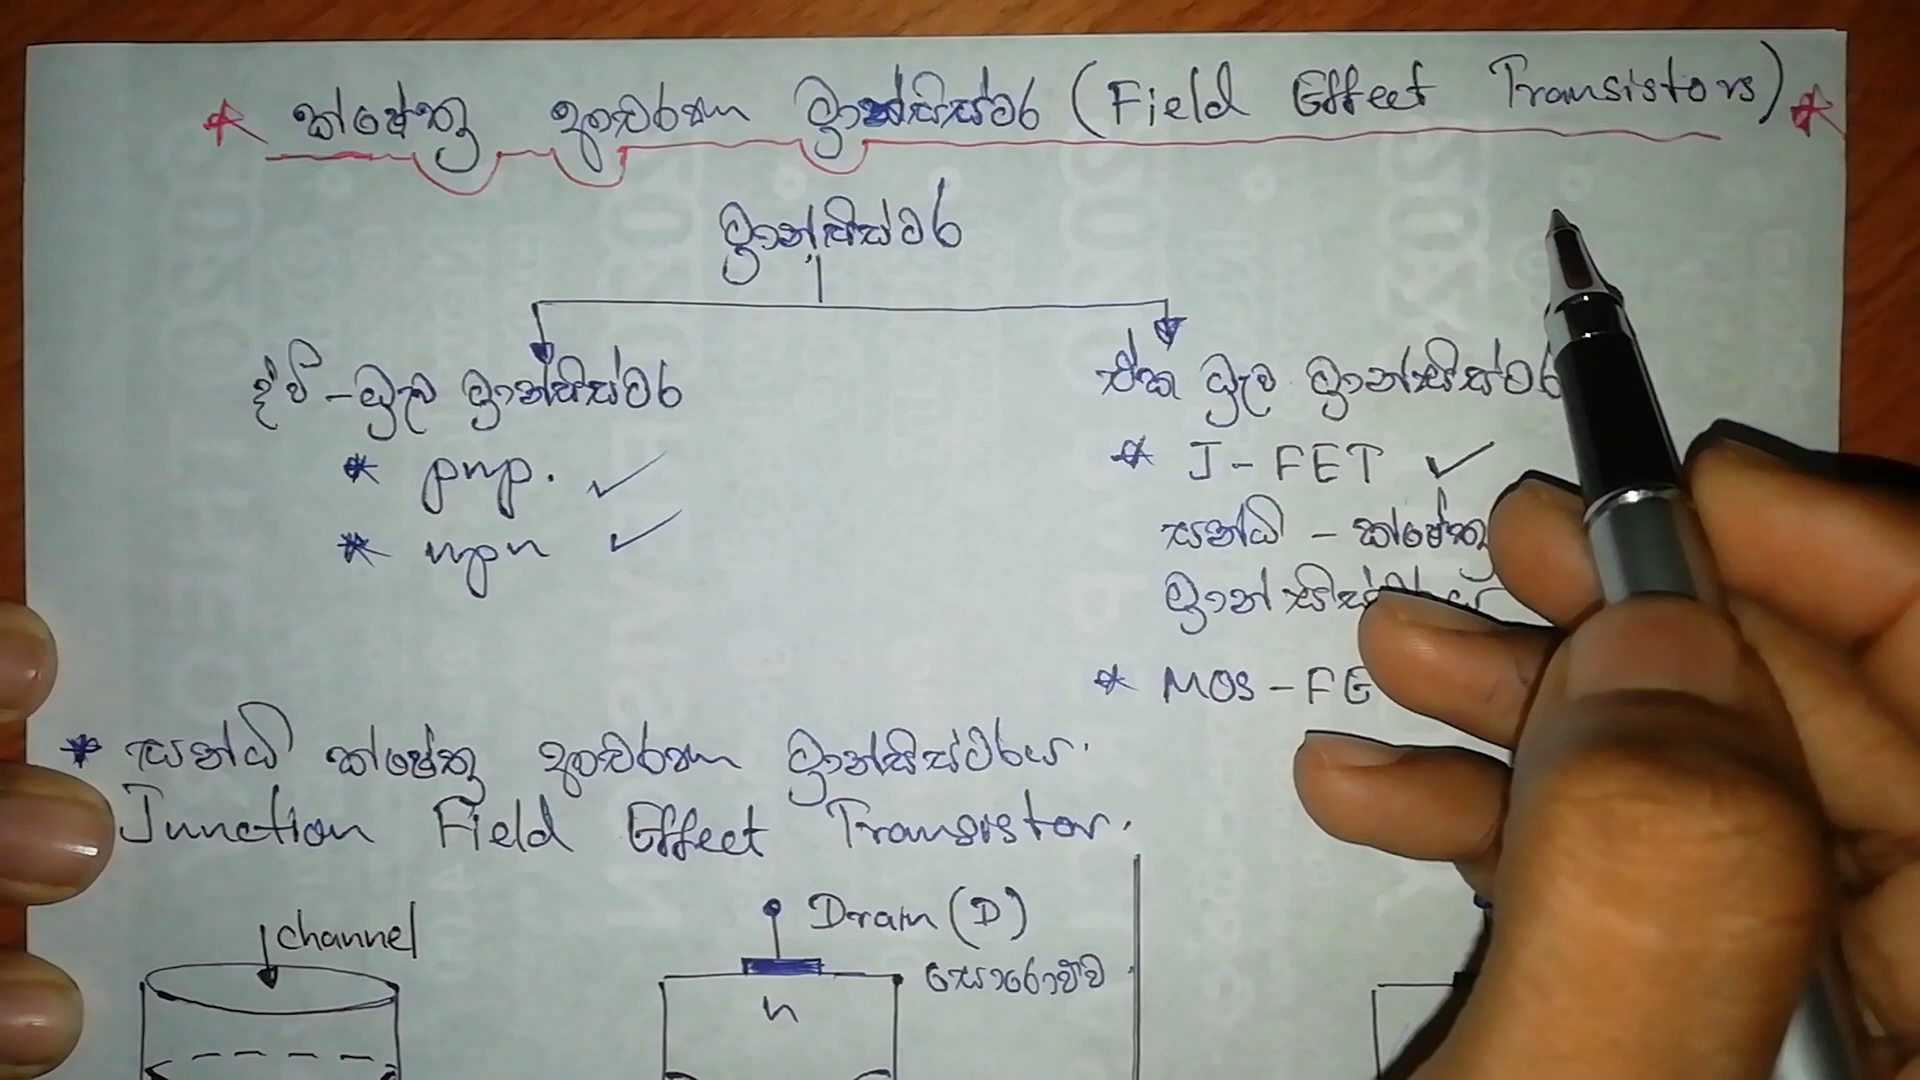 ක්ෂේත්‍ර ආචරණ ට්‍රාන්සිස්ටර (Field Effect Transistors)
ට්‍රාන්සිස්ටර
ද්වි-ධ්‍රැව ට්‍රාන්සිස්ටර
* pnp. ✓
* npn ✓
ඒක ධ්‍රැව ට්‍රාන්සිස්ටර
* J-FET ✓
සන්ධි - ක්ෂේත්‍ර
* MOS-FE
* සන්ධි ක්ෂේත්‍ර ආචරණ ට්‍රාන්සිස්ටරය.
Junction Field Effect Transistor.
channel
Drain (D)
n